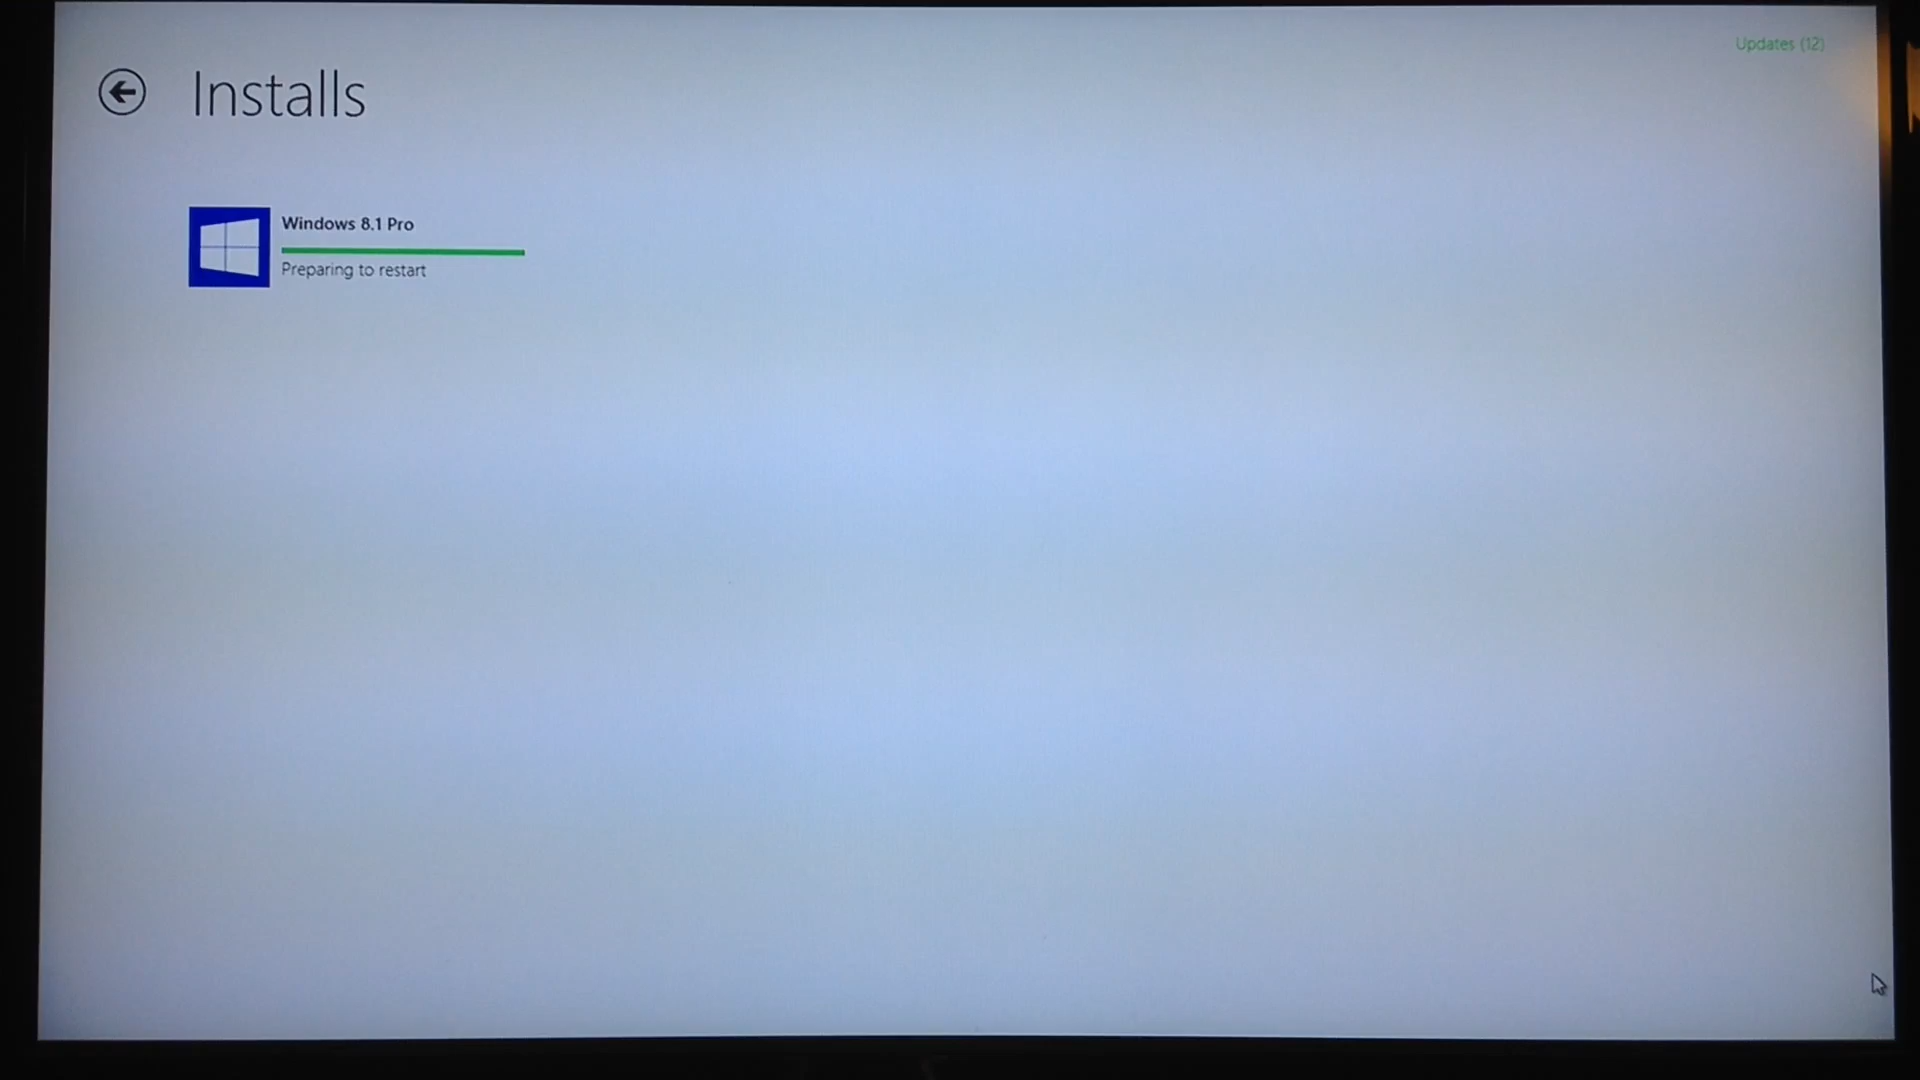 Updates (12)
Installs
Windows 8.1 Pro
Preparing to restart